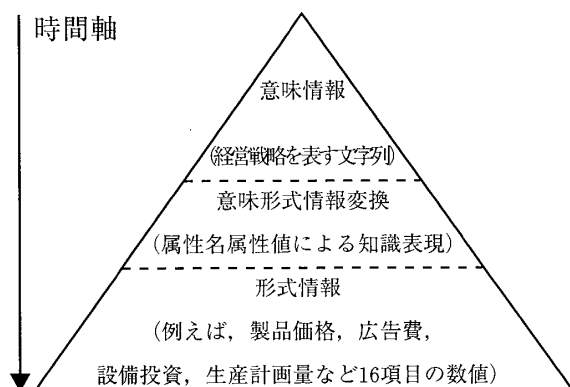 時間軸
意味情報
(経営戦略を表す文字列)
意味形式情報変換
(属性名属性値による知識表現)
形式情報
(例えば，製品価格，広告費，
設備投資，生産計画量など16項目の数値)